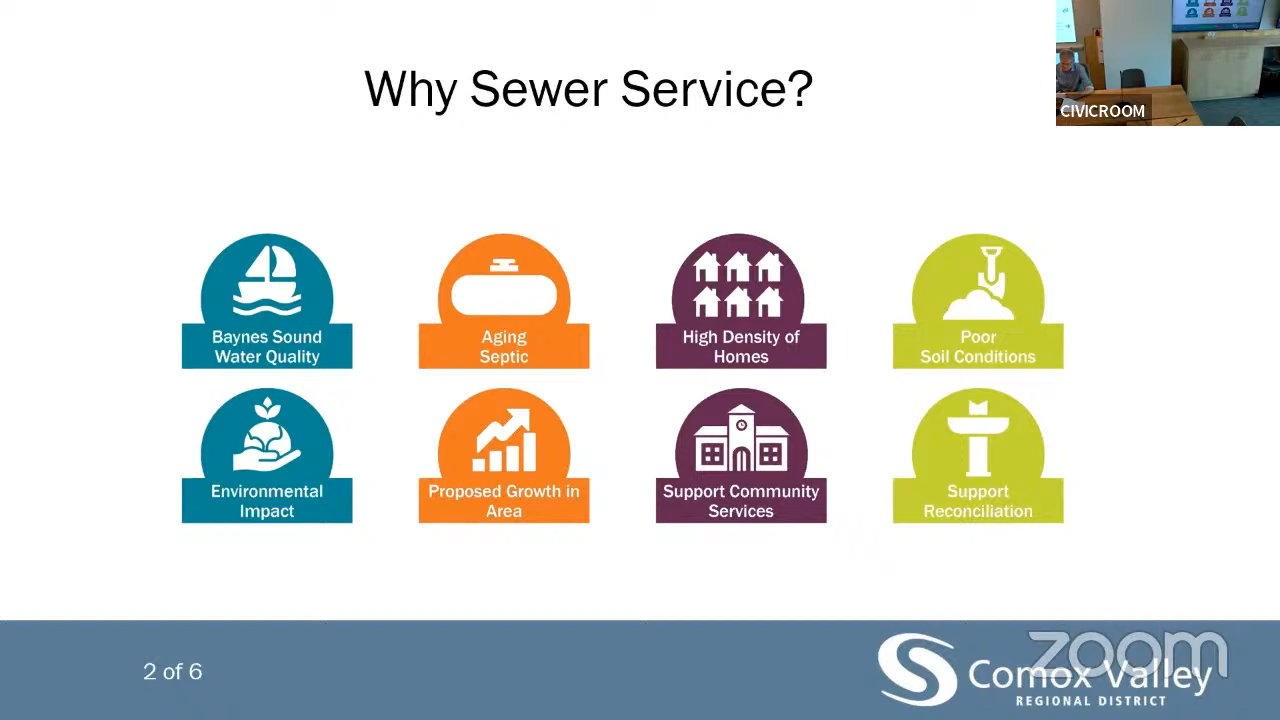 Why Sewer Service?
CIVICROOM
Baynes Sound
Water Quality
Aging
Septic
High Density of
Homes
Poor
Soil Conditions
Environmental
Impact
Proposed Growth in
Area
Support Community
Services
Support
Reconciliation
2 of 6
zoom
Comox Valley
REGIONAL DISTRICT